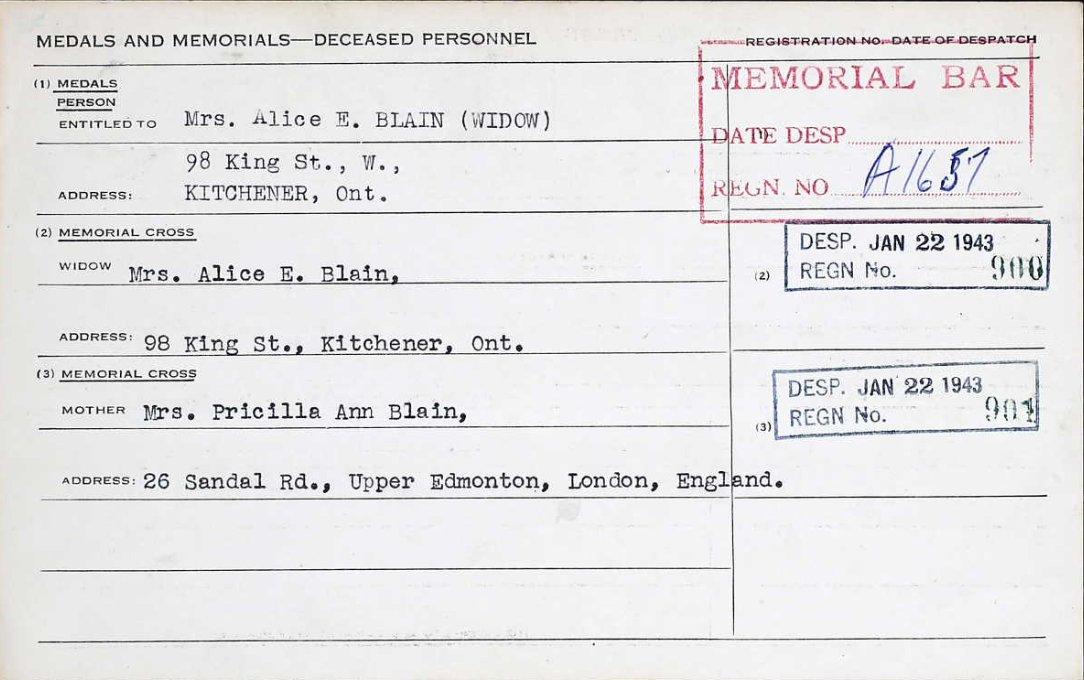 MEDALS AND MEMORIALS—DECEASED PERSONNEL
REGISTRATION NO. DATE OF DESPATCH
(1) MEDALS
PERSON
ENTITLED TO Mrs. Alice E. BLAIN (WIDOW)
98 King St., W.,
ADDRESS: KITCHENER, Ont.
MEMORIAL BAR
DATE DESP
REGN. NO A1657
(2) MEMORIAL CROSS
WIDOW Mrs. Alice E. Blain,
(2) DESP. JAN 22 1943
REGN No. 900
ADDRESS: 98 King St., Kitchener, Ont.
(3) MEMORIAL CROSS
MOTHER Mrs. Pricilla Ann Blain,
(3) DESP. JAN 22 1943
REGN No. 901
ADDRESS: 26 Sandal Rd., Upper Edmonton, London, England.